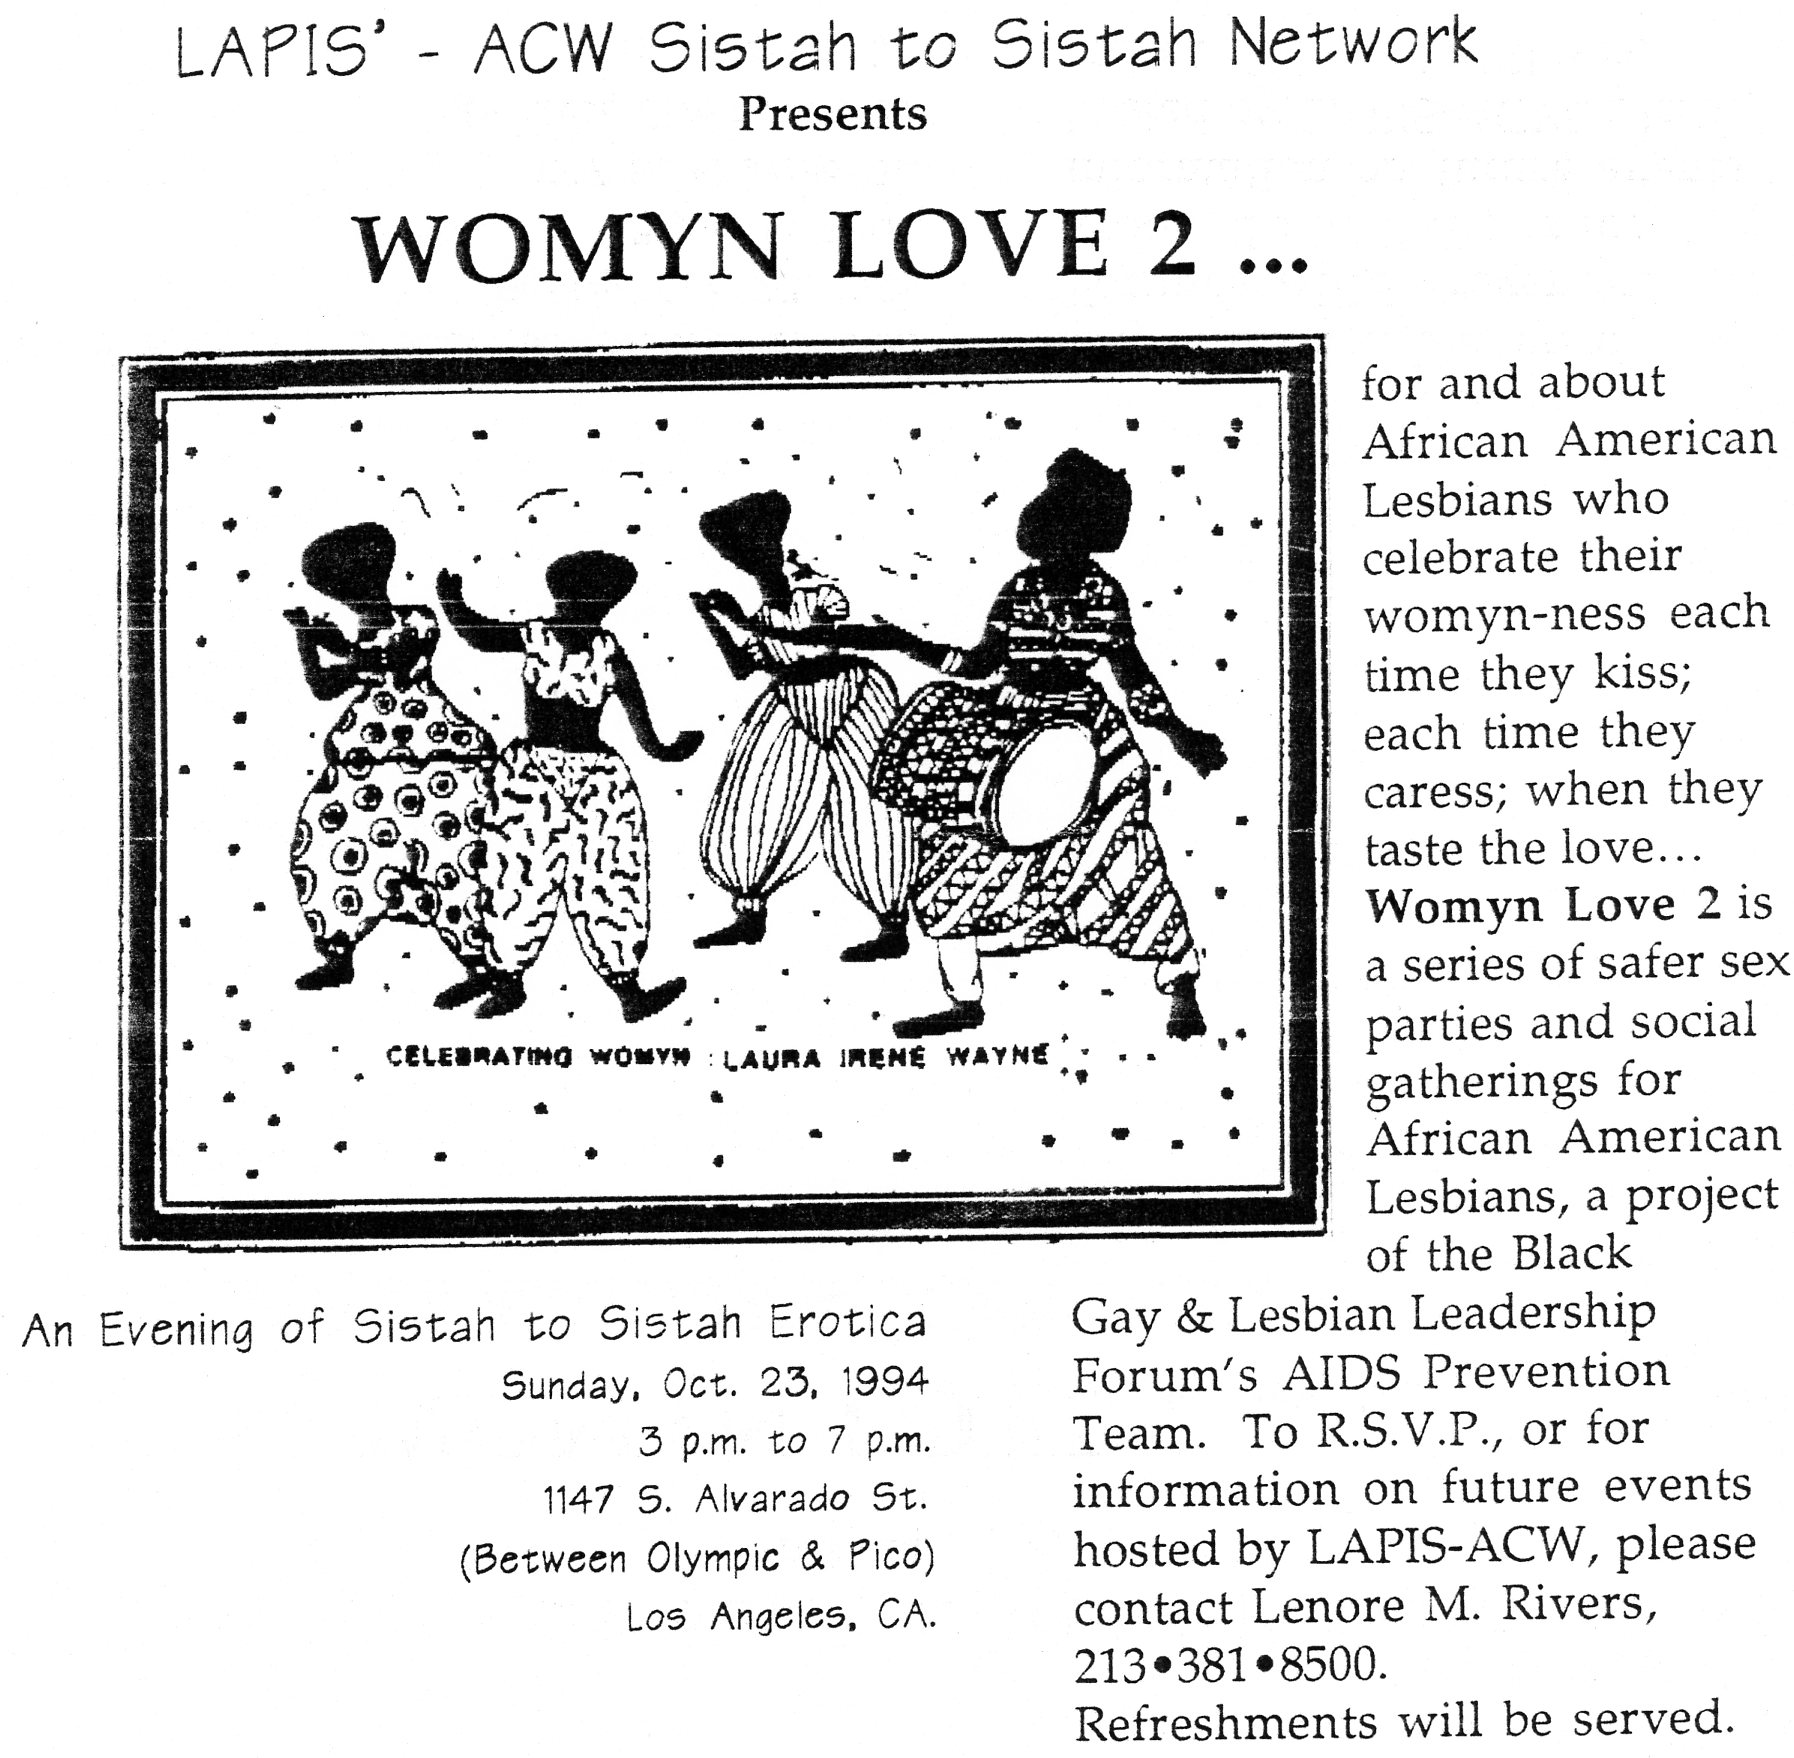 LAPIS' - ACW Sistah to Sistah Network
Presents
WOMYN LOVE 2 ...
CELEBRATING WOMYN : LAURA IRENE WAYNE
for and about
African American
Lesbians who
celebrate their
womyn-ness each
time they kiss;
each time they
caress; when they
taste the love...
Womyn Love 2 is
a series of safer sex
parties and social
gatherings for
African American
Lesbians, a project
of the Black
Gay & Lesbian Leadership
Forum's AIDS Prevention
Team. To R.S.V.P., or for
information on future events
hosted by LAPIS-ACW, please
contact Lenore M. Rivers,
213•381•8500.
Refreshments will be served.
An Evening of Sistah to Sistah Erotica
Sunday, Oct. 23, 1994
3 p.m. to 7 p.m.
1147 S. Alvarado St.
(Between Olympic & Pico)
Los Angeles, CA.